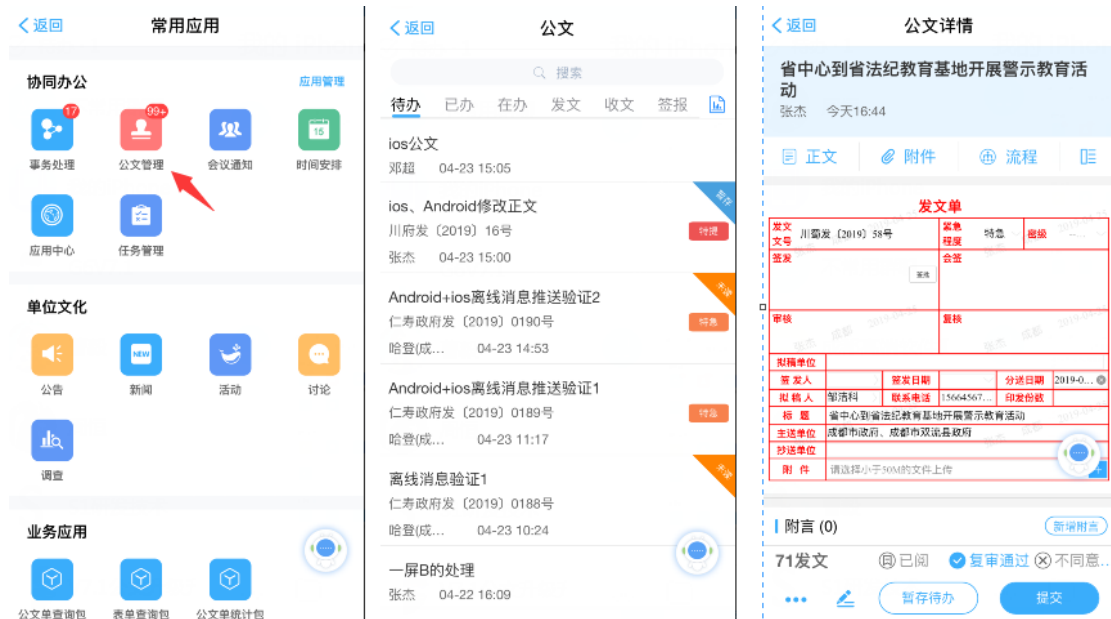 返回
常用应用
协同办公
应用管理
17
99+
15
事务处理
公文管理
会议通知
时间安排
应用中心
任务管理
单位文化
NEW
公告
新闻
活动
讨论
调查
业务应用
公文单查询包
表单查询包
公文单统计包
返回
公文
搜索
待办 已办 在办 发文 收文 签报
ios公文
邓超 04-23 15:05
暂存
ios、Android修改正文
川府发〔2019〕16号
特提
张杰 04-23 15:00
未读
Android+ios离线消息推送验证2
仁寿政府发〔2019〕0190号
特急
哈登(成... 04-23 14:53
Android+ios离线消息推送验证1
仁寿政府发〔2019〕0189号
特急
哈登(成... 04-23 11:17
未读
离线消息验证1
仁寿政府发〔2019〕0188号
哈登(成... 04-23 10:24
一屏B的处理
张杰 04-22 16:09
返回
公文详情
省中心到省法纪教育基地开展警示教育活
动
张杰 今天16:44
正文
附件
流程
发文单
发文
文号
川蜀发〔2019〕58号
紧急
程度
特急
密级
签发
会签
审核
复核
拟稿单位
签发人
签发日期
分送日期
2019-0...
拟稿人
邹浩科
联系电话
15664567...
印发份数
标 题
省中心到省法纪教育基地开展警示教育活动
主送单位
成都市政府、成都市双流县政府
抄送单位
附 件
请选择小于50M的文件上传
附言 (0)
新增附言
71发文
已阅
复审通过
不同意..
暂存待办
提交